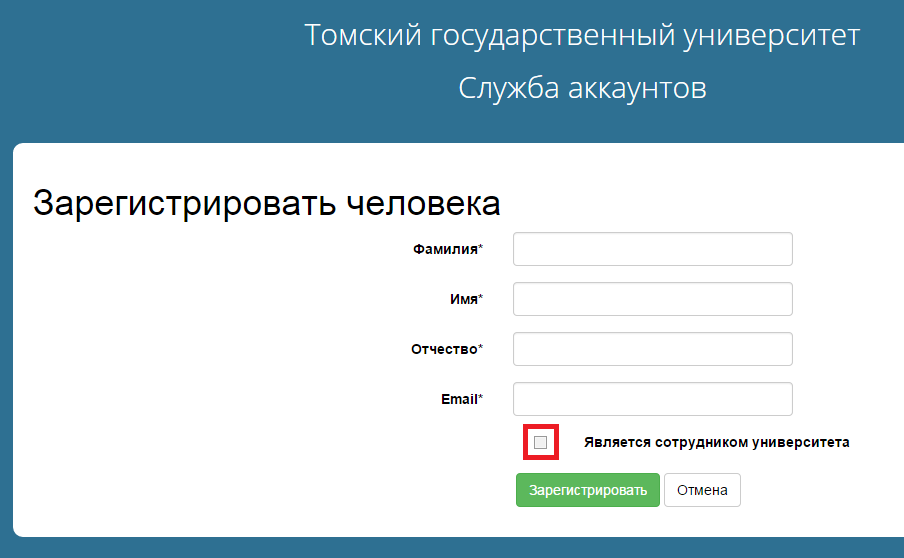 Томский государственный университет
Служба аккаунтов
Зарегистрировать человека
Фамилия*
Имя*
Отчество*
Email*
Является сотрудником университета
Зарегистрировать Отмена